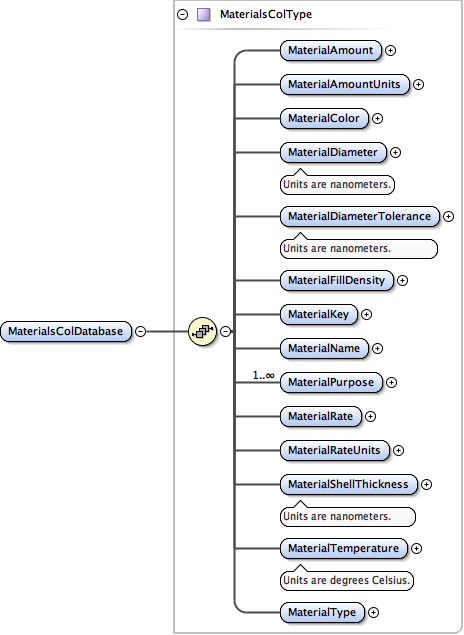 MaterialsColType
MaterialAmount
MaterialAmountUnits
MaterialColor
MaterialDiameter
Units are nanometers.
MaterialDiameterTolerance
Units are nanometers.
MaterialFillDensity
MaterialKey
MaterialsColDatabase
MaterialName
1..∞
MaterialPurpose
MaterialRate
MaterialRateUnits
MaterialShellThickness
Units are nanometers.
MaterialTemperature
Units are degrees Celsius.
MaterialType